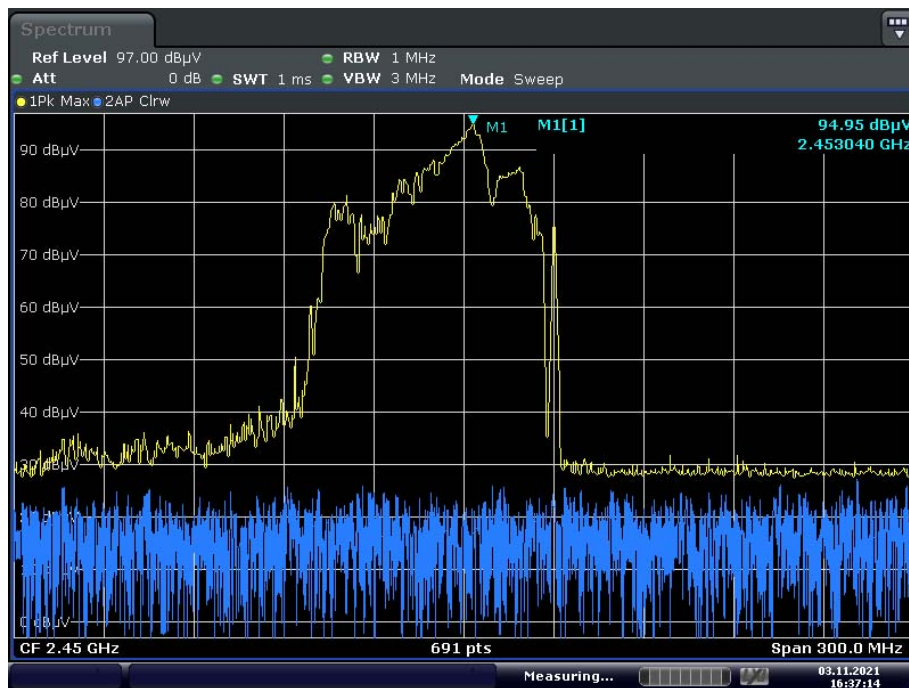 Spectrum
Ref Level 97.00 dBµV RBW 1 MHz
Att 0 dB SWT 1 ms VBW 3 MHz Mode Sweep
1Pk Max 2AP Clrw
M1 M1[1] 94.95 dBµV
2.453040 GHz
90 dBµV
80 dBµV
70 dBµV
60 dBµV
50 dBµV
40 dBµV
CF 2.45 GHz 691 pts Span 300.0 MHz
Measuring... 03.11.2021
16:37:14